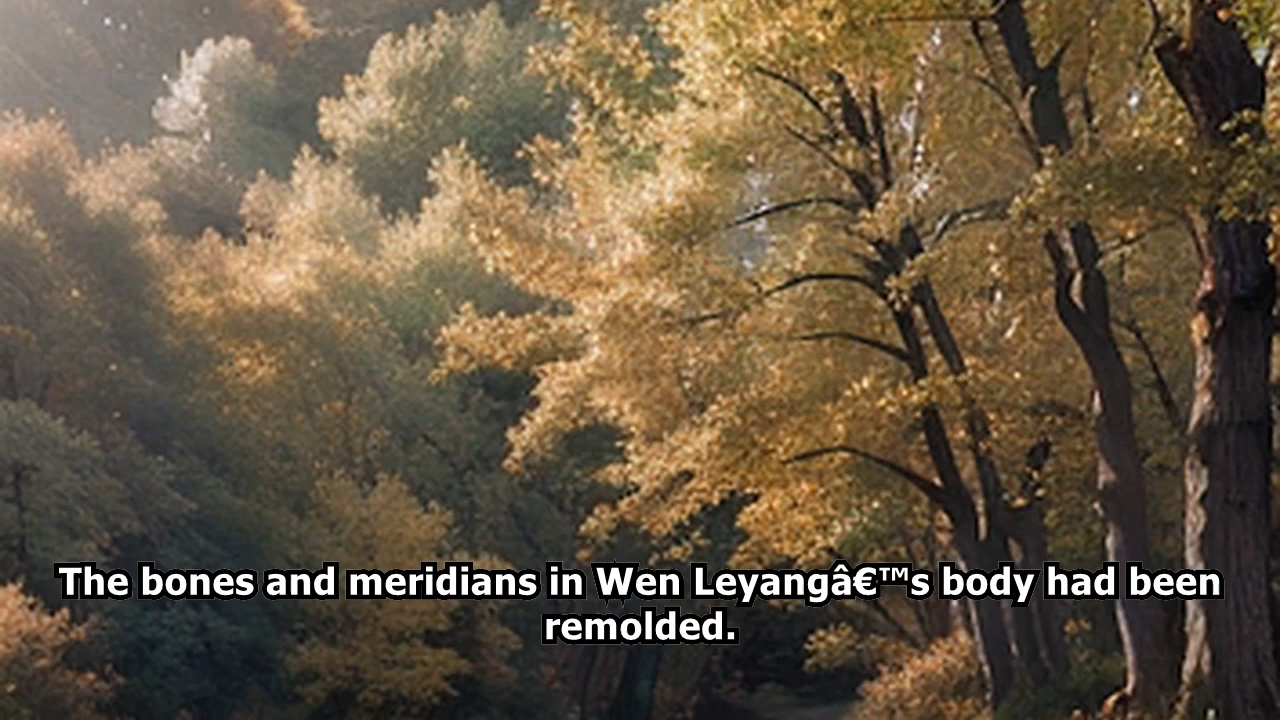 The bones and meridians in Wen Leyangâ€™s body had been
remolded.